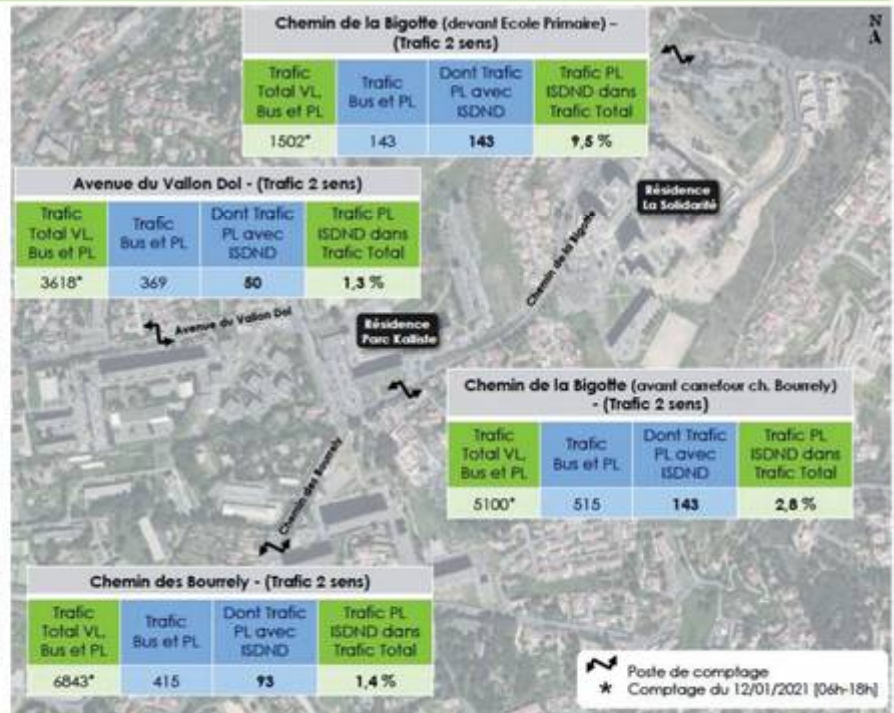 Chemin de la Bigotte (devant Ecole Primaire) –
(Trafic 2 sens)
Trafic Total VL, Bus et PL
Trafic Bus et PL
Dont Trafic PL avec ISDND
Trafic PL ISDND dans Trafic Total
1502*
143
143
9,5 %
N
Avenue du Vallon Dol - (Trafic 2 sens)
Trafic Total VL, Bus et PL
Trafic Bus et PL
Dont Trafic PL avec ISDND
Trafic PL ISDND dans Trafic Total
3618*
369
50
1,3 %
Résidence
La Solidarité
Chemin de la Bigotte
Avenue du Vallon Dol
Résidence
Parc Kalliste
Chemin de la Bigotte (avant carrefour ch. Bourrely)
- (Trafic 2 sens)
Trafic Total VL, Bus et PL
Trafic Bus et PL
Dont Trafic PL avec ISDND
Trafic PL ISDND dans Trafic Total
5100*
515
143
2,8 %
Chemin des Bourrely
Chemin des Bourrely - (Trafic 2 sens)
Trafic Total VL, Bus et PL
Trafic Bus et PL
Dont Trafic PL avec ISDND
Trafic PL ISDND dans Trafic Total
6843*
415
93
1,4 %
Poste de comptage
* Comptage du 12/01/2021 [06h-18h]